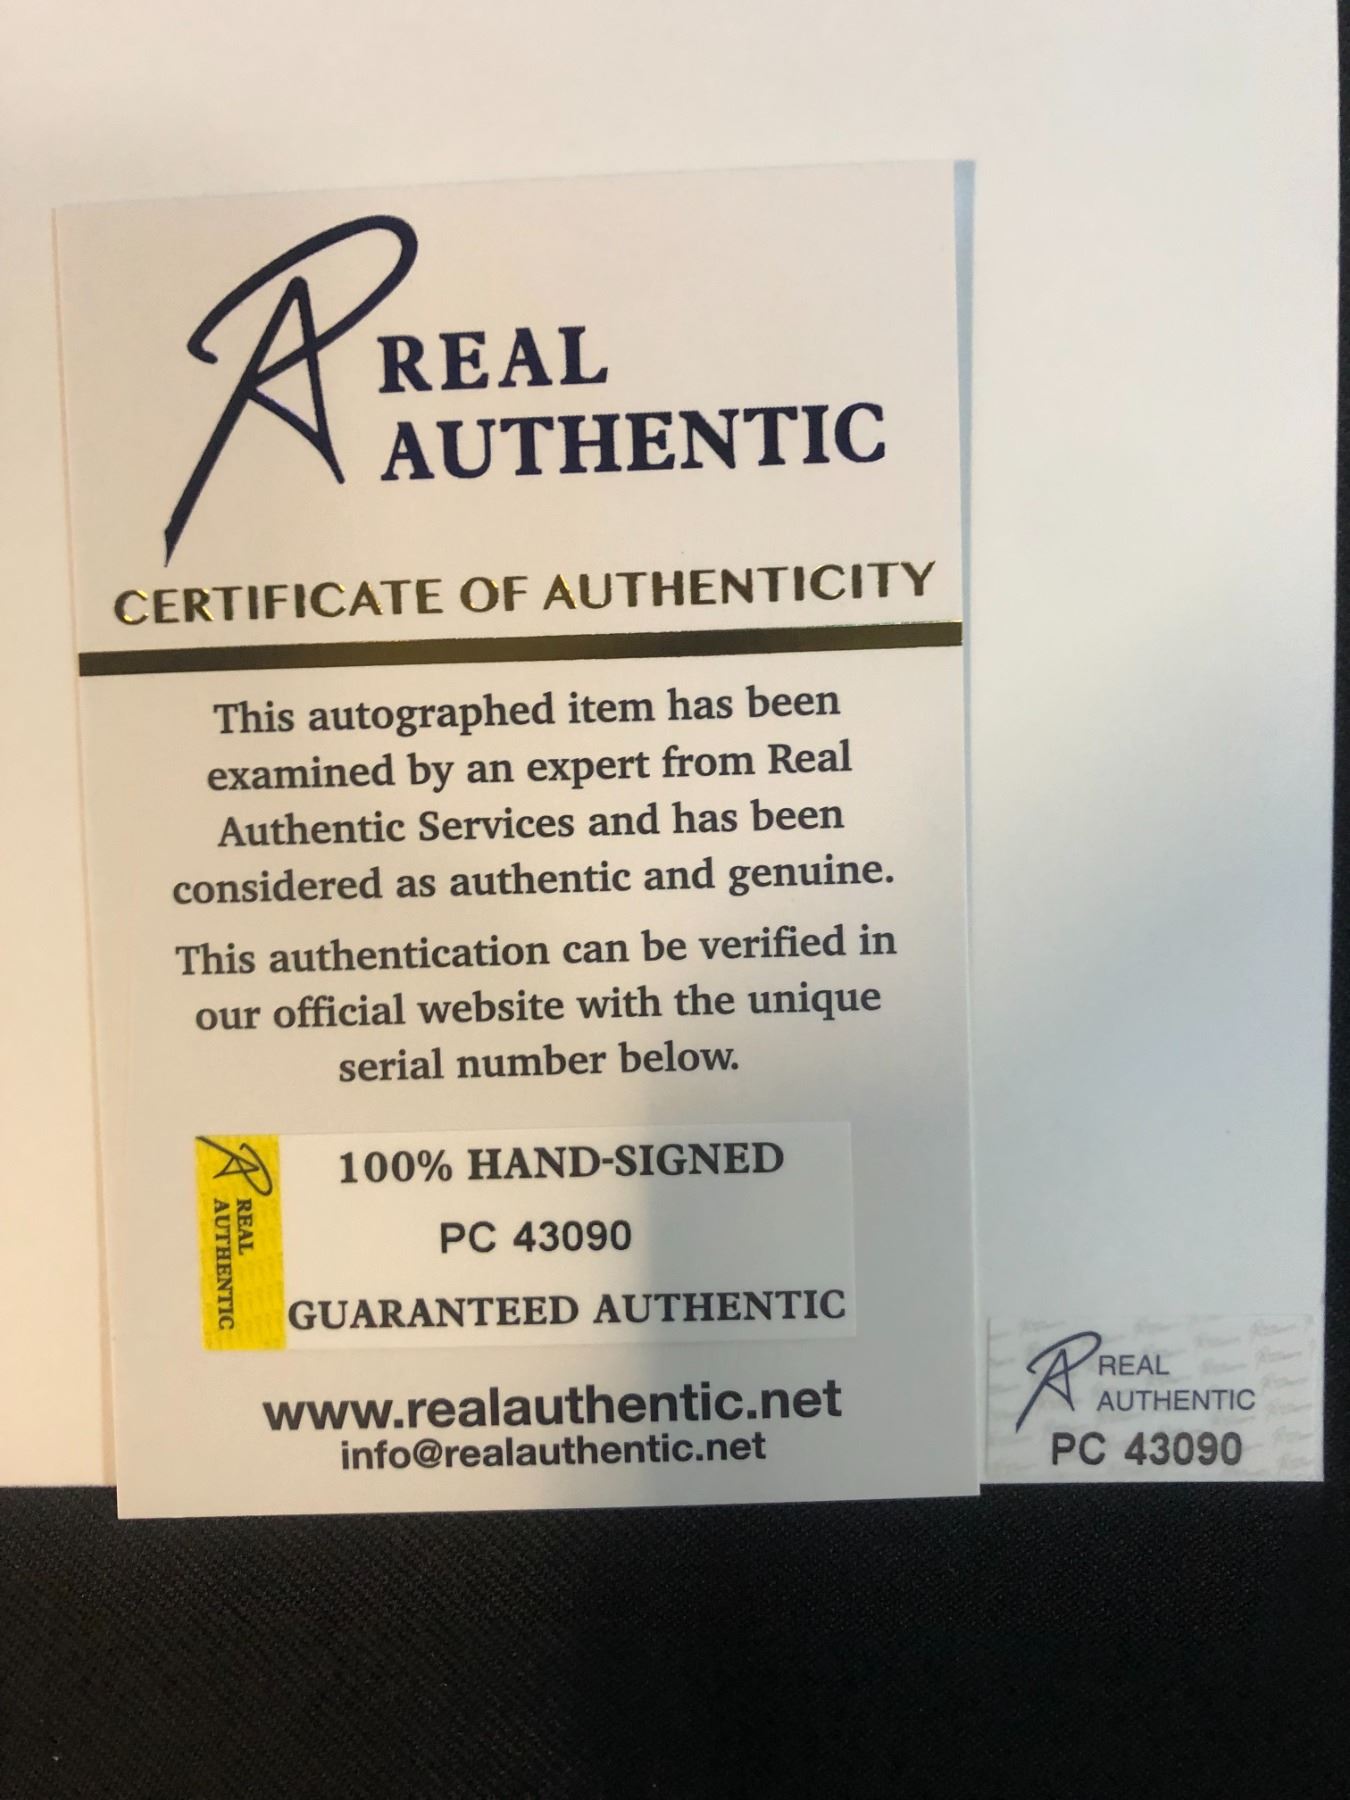 REAL
AUTHENTIC
CERTIFICATE OF AUTHENTICITY
This autographed item has been
examined by an expert from Real
Authentic Services and has been
considered as authentic and genuine.
This authentication can be verified in
our official website with the unique
serial number below.
REAL
AUTHENTIC
100% HAND-SIGNED
PC 43090
GUARANTEED AUTHENTIC
www.realauthentic.net
info@realauthentic.net
REAL
AUTHENTIC
PC 43090